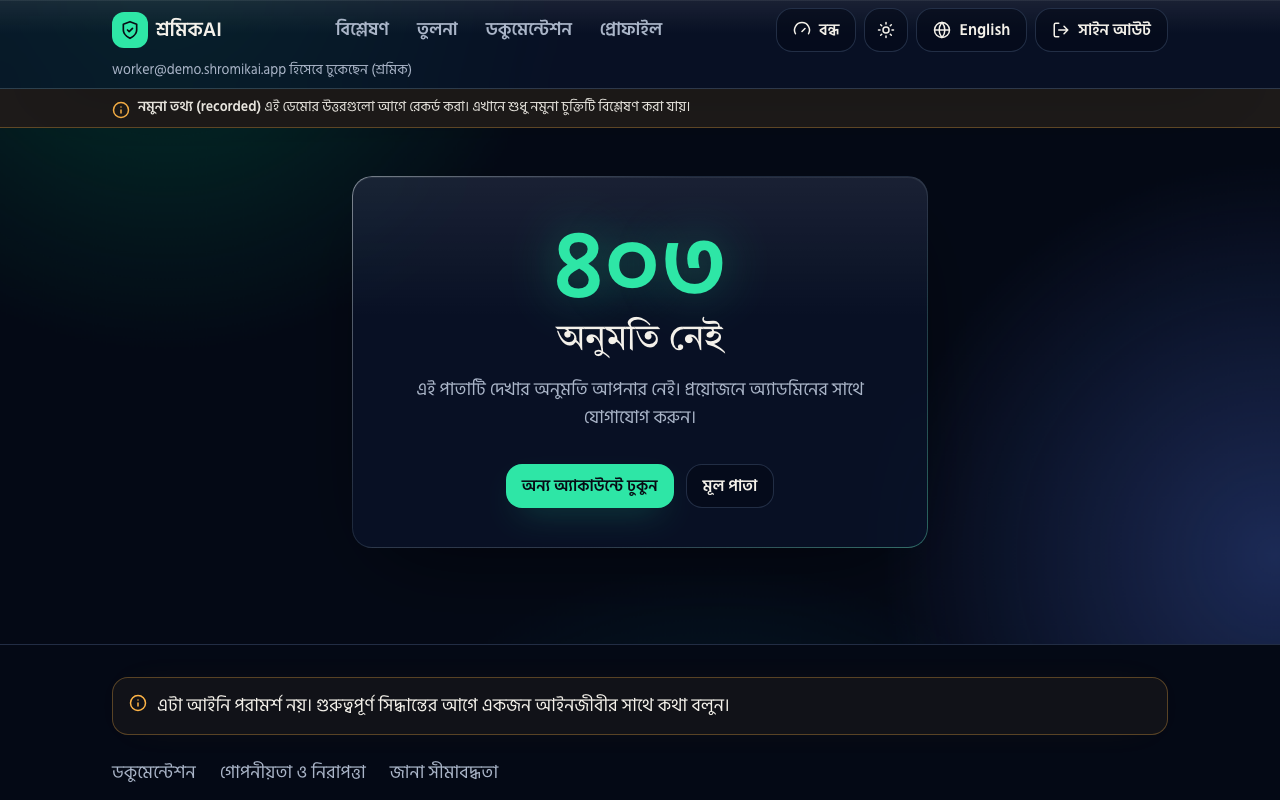 শ্রমিকAI
বিশ্লেষণ তুলনা ডকুমেন্টেশন প্রোফাইল
বন্ধ
English
সাইন আউট
worker@demo.shromikai.app হিসেবে ঢুকেছেন (শ্রমিক)
নমুনা তথ্য (recorded) এই ডেমোর উত্তরগুলো আগে রেকর্ড করা। এখানে শুধু নমুনা চুক্তিটি বিশ্লেষণ করা যায়।
৪০৩
অনুমতি নেই
এই পাতাটি দেখার অনুমতি আপনার নেই। প্রয়োজনে অ্যাডমিনের সাথে
যোগাযোগ করুন।
অন্য অ্যাকাউন্টে ঢুকুন
মূল পাতা
এটা আইনি পরামর্শ নয়। গুরুত্বপূর্ণ সিদ্ধান্তের আগে একজন আইনজীবীর সাথে কথা বলুন।
ডকুমেন্টেশন গোপনীয়তা ও নিরাপত্তা জানা সীমাবদ্ধতা